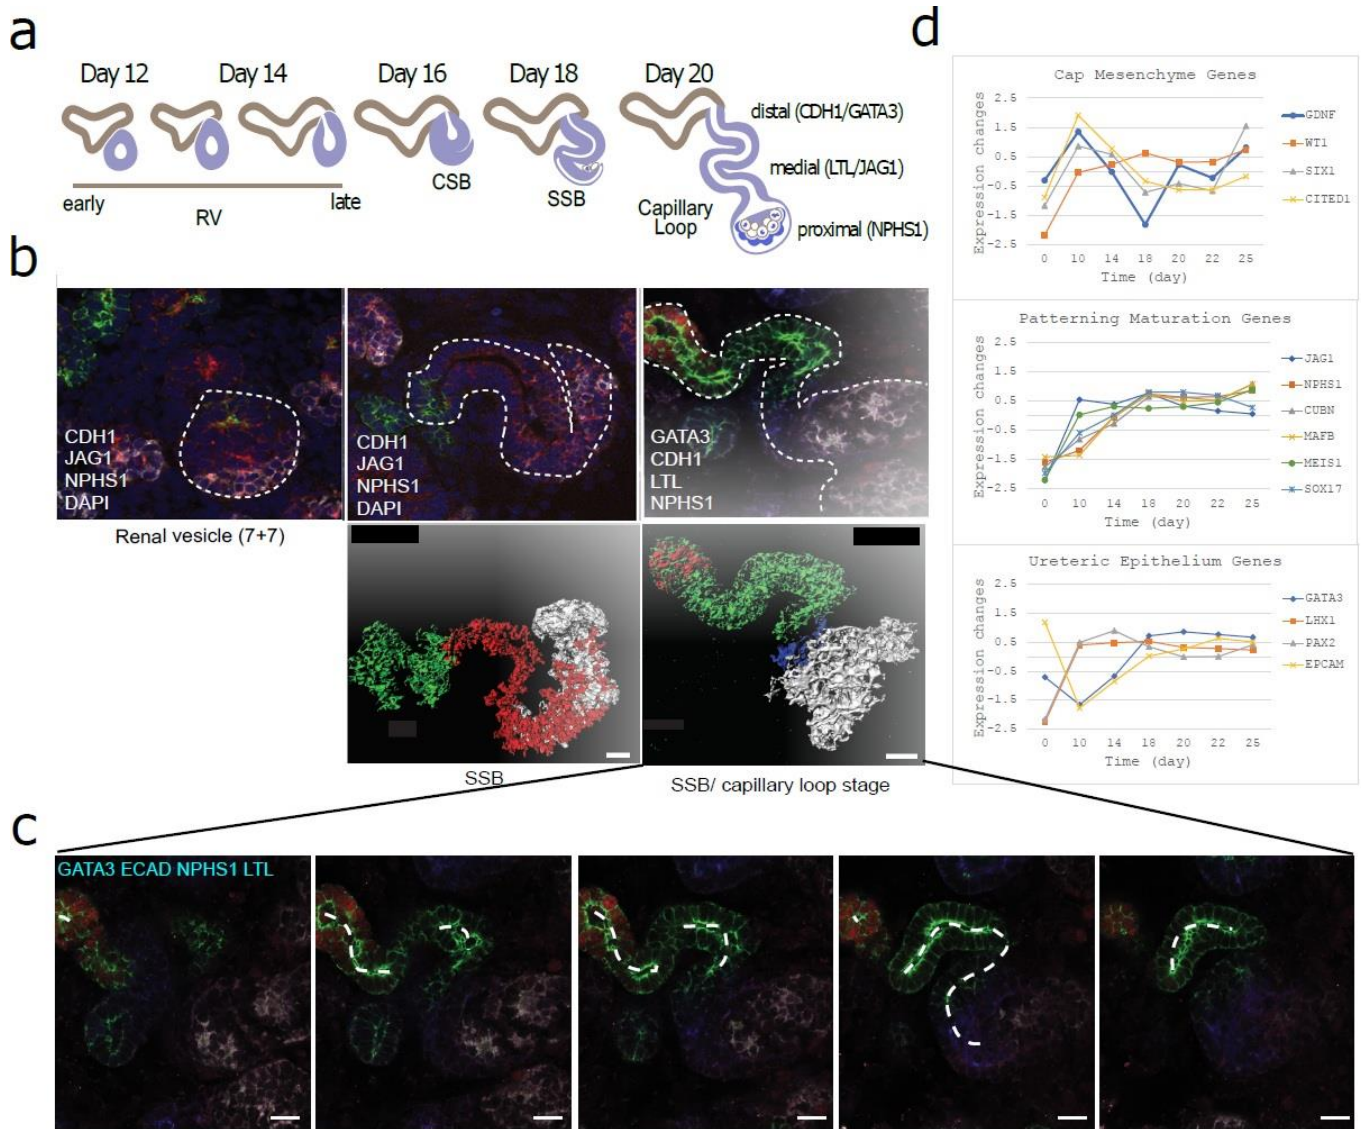 a
Day 12
Day 14
Day 16
Day 18
Day 20
distal (CDH1/GATA3)
medial (LTL/JAG1)
proximal (NPHS1)
early
RV
late
CSB
SSB
Capillary
Loop
b
CDH1
JAG1
NPHS1
DAPI
Renal vesicle (7+7)
CDH1
JAG1
NPHS1
DAPI
GATA3
CDH1
LTL
NPHS1
SSB
SSB/ capillary loop stage
c
GATA3 ECAD NPHS1 LTL
d
Cap Mesenchyme Genes
Expression changes
2.5
1.5
0.5
-0.5
-1.5
-2.5
0 10 14 18 20 22 25
Time (day)
GDNF
WT1
SIX1
CITED1
Patterning Maturation Genes
Expression changes
2.5
1.5
0.5
-0.5
-1.5
-2.5
0 10 14 18 20 22 25
Time (day)
JAG1
NPHS1
CUBN
MAFB
MEIS1
SOX17
Ureteric Epithelium Genes
Expression changes
2.5
1.5
0.5
-0.5
-1.5
-2.5
0 10 14 18 20 22 25
Time (day)
GATA3
LHX1
PAX2
EPCAM